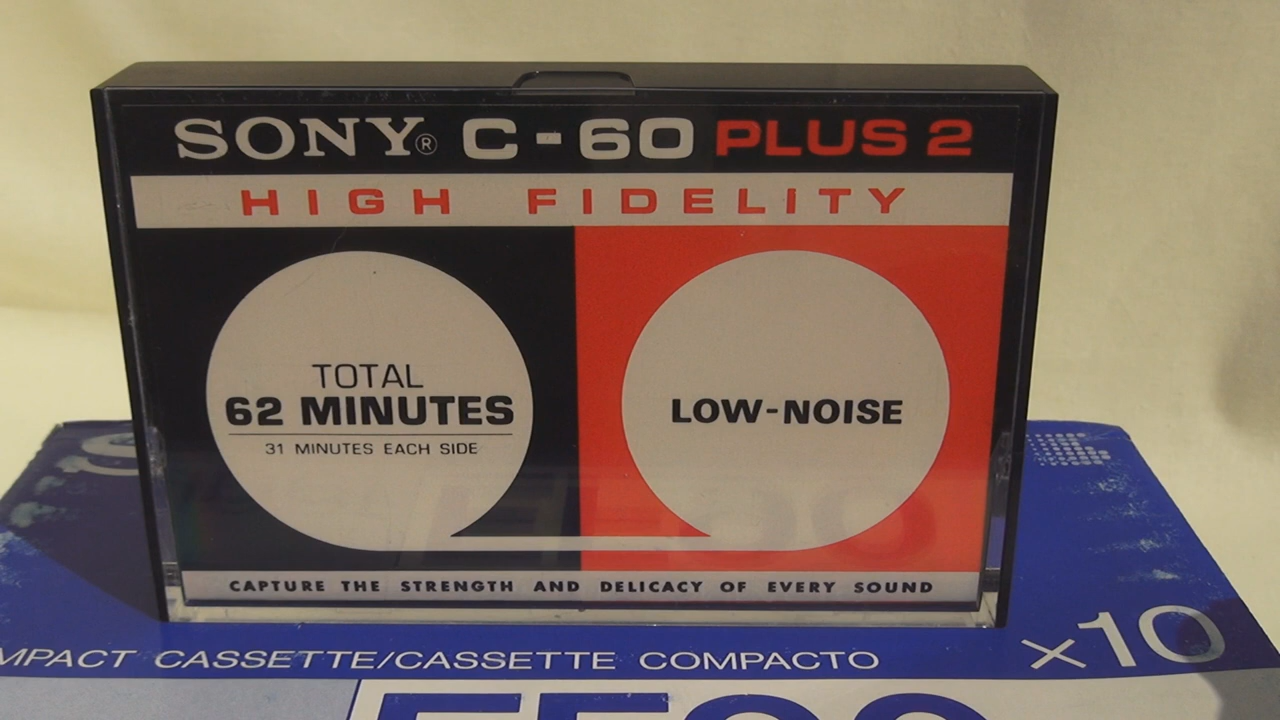 SONY® C-60 PLUS 2
HIGH FIDELITY
TOTAL
62 MINUTES
31 MINUTES EACH SIDE
LOW-NOISE
CAPTURE THE STRENGTH AND DELICACY OF EVERY SOUND
MPACT CASSETTE/CASSETTE COMPACTO
×10